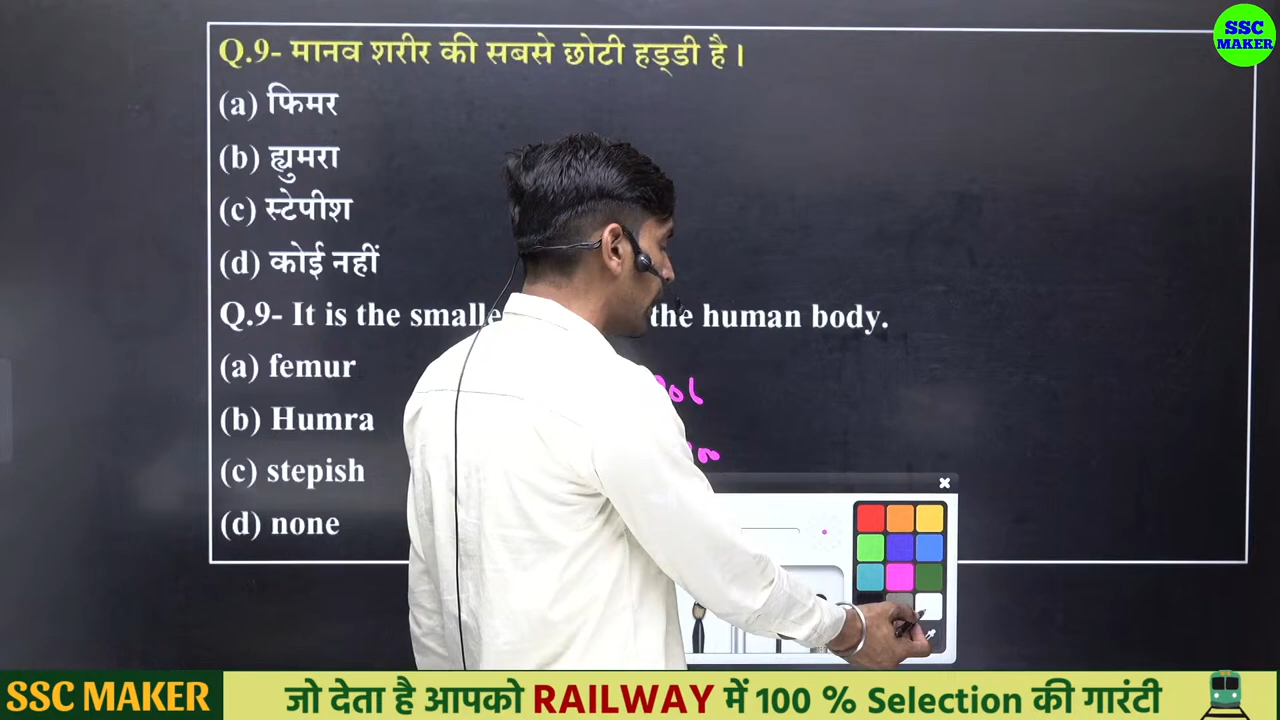 SSC
MAKER
Q.9- मानव शरीर की सबसे छोटी हड्डी है।
(a) फिमर
(b) ह्युमरा
(c) स्टेपीश
(d) कोई नहीं
Q.9- It is the smalle the human body.
(a) femur
(b) Humra
(c) stepish
(d) none
SSC MAKER जो देता है आपको RAILWAY में 100 % Selection की गारंटी